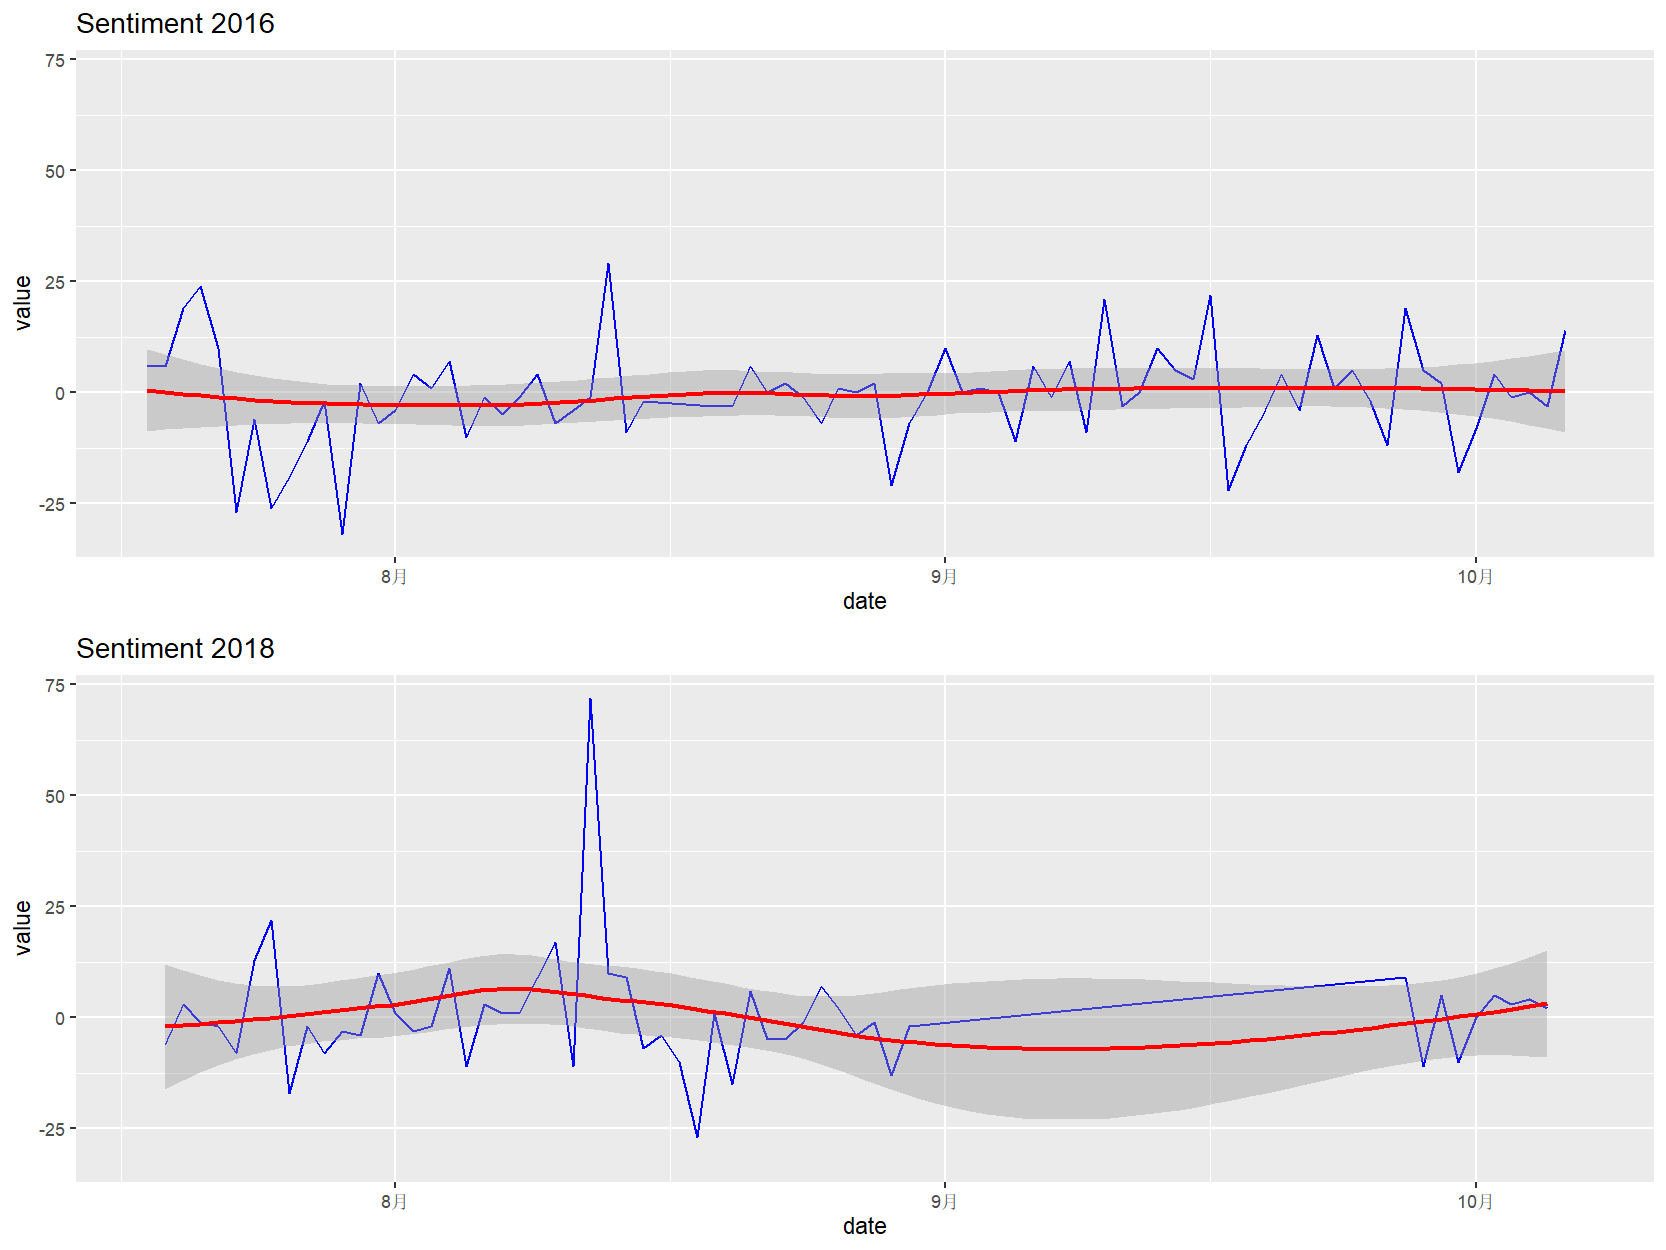 Sentiment 2016
75
50
25
0
-25
value
8月
9月
10月
date
Sentiment 2018
75
50
25
0
-25
value
8月
9月
10月
date